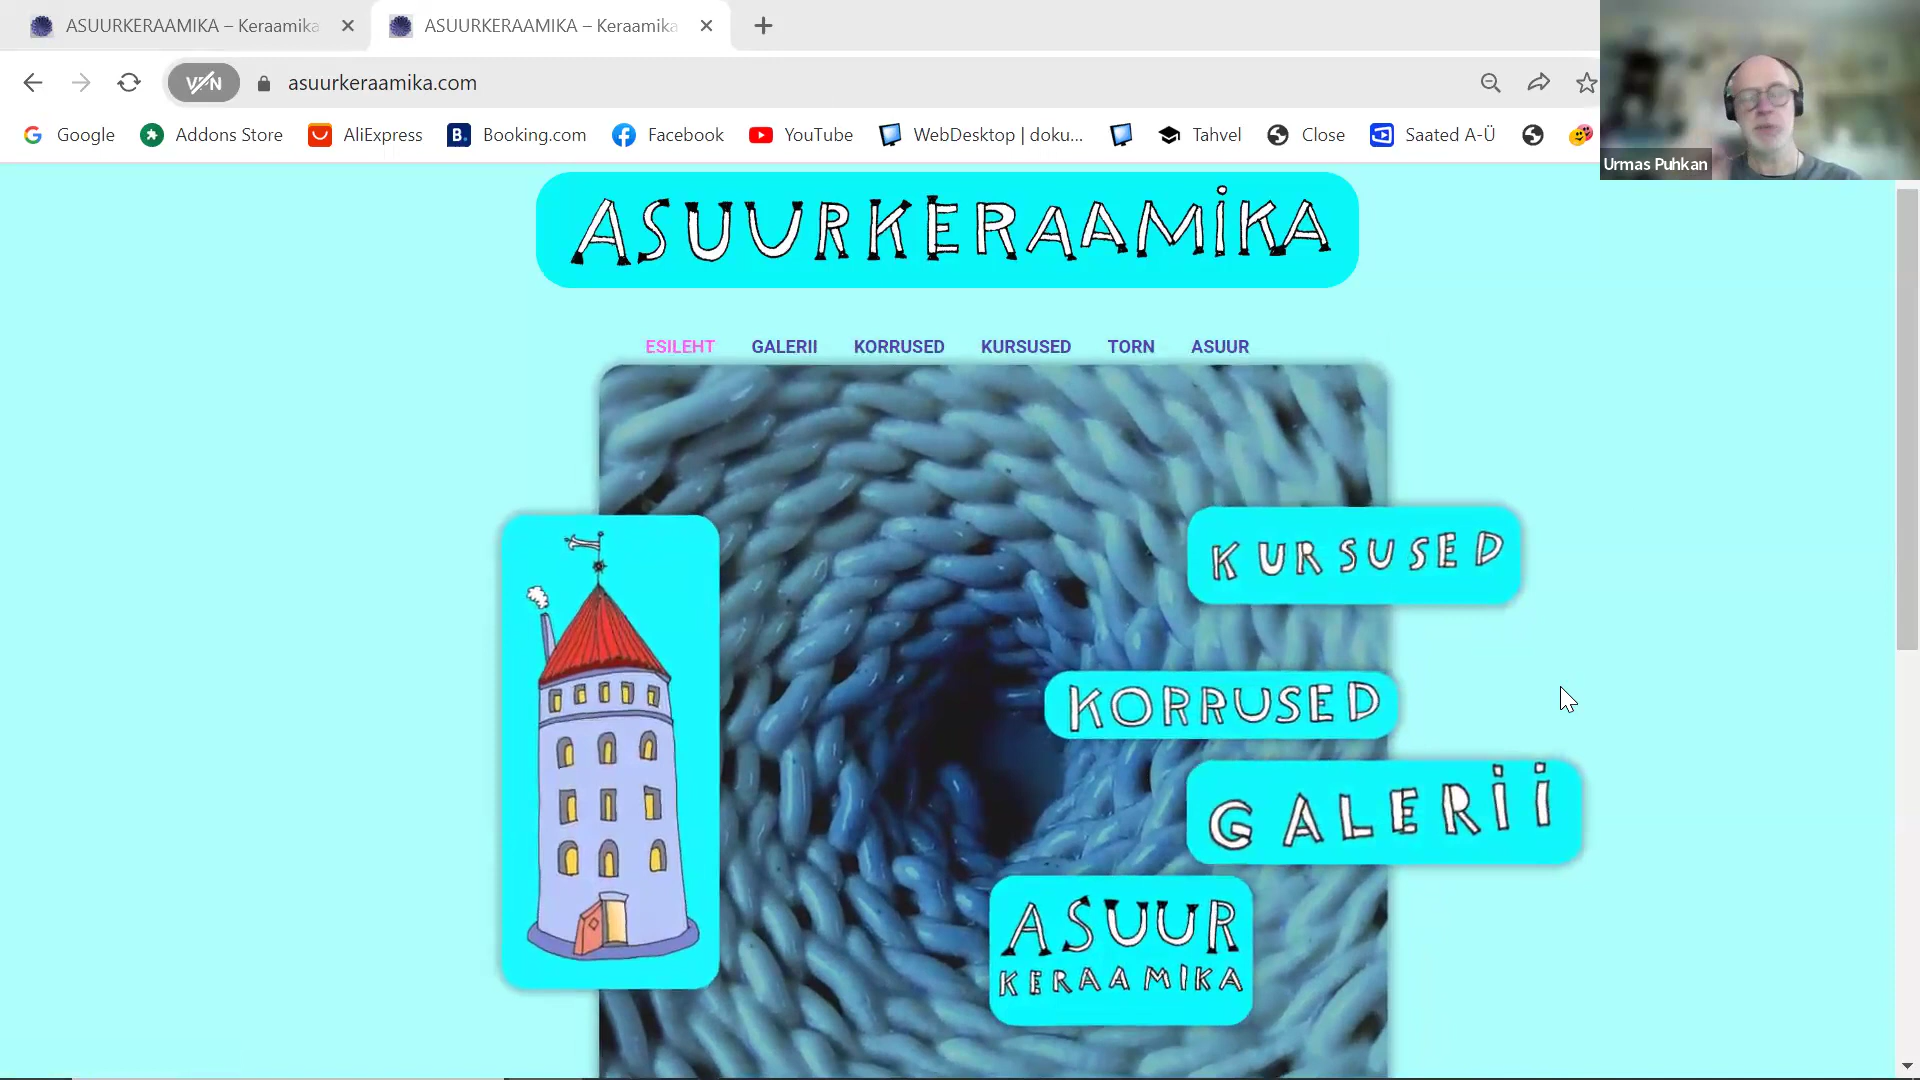 ASUURKERAAMIKA – Keraamika
ASUURKERAAMIKA – Keraamika
VPN
asuurkeraamika.com
Google
Addons Store
AliExpress
B. Booking.com
Facebook
YouTube
WebDesktop | doku...
Tahvel
Close
Saated A-Ü
Urmas Puhkan
ASUURKERAAMIKA
ESILEHT GALERII KORRUSED KURSUSED TORN ASUUR
KURSUSED
KORRUSED
GALERII
ASUUR
KERAAMIKA